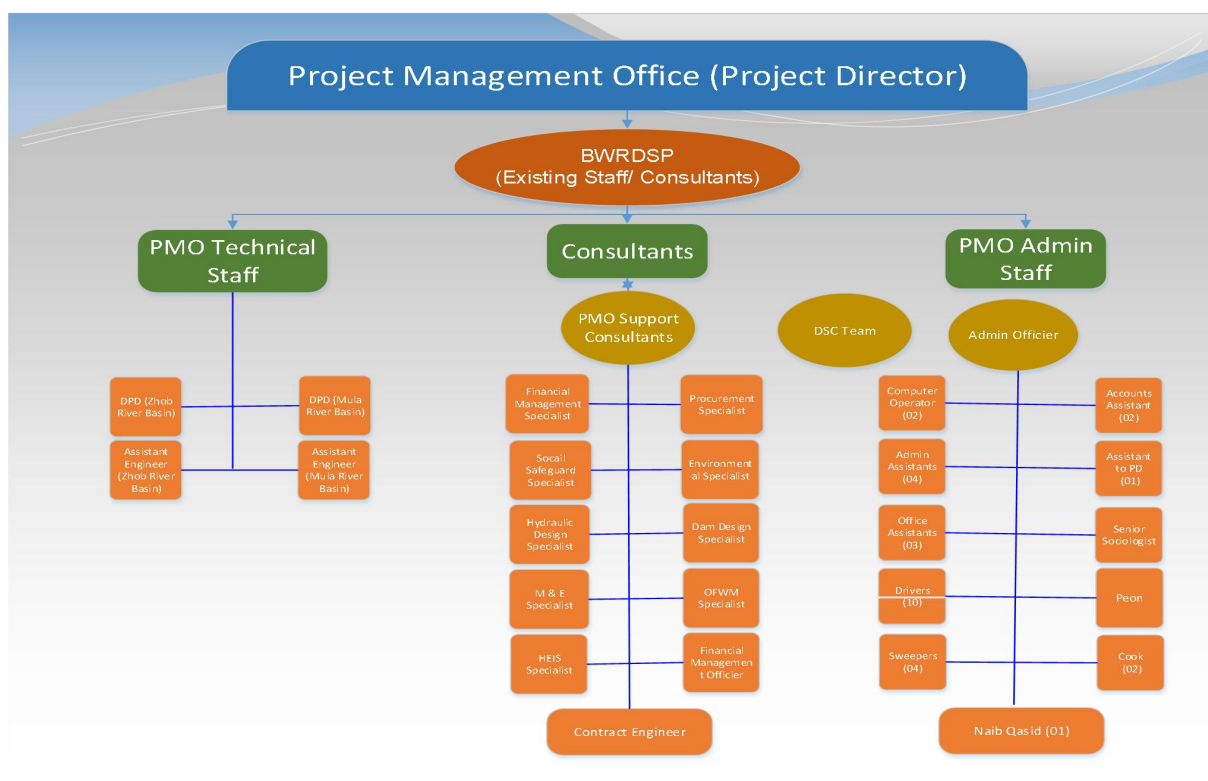 Project Management Office (Project Director)
BWRDSP
(Existing Staff/ Consultants)
PMO Technical
Staff
Consultants
PMO Admin
Staff
PMO Support
Consultants
DSC Team
Admin Officier
DPD (Zhob
River Basin)
DPD (Mula
River Basin)
Assistant
Engineer
(Zhob River
Basin)
Assistant
Engineer
(Mula River
Basin)
Financial
Management
Specialist
Procurement
Specialist
Socail
Safeguard
Specialist
Environment
al Specialist
Hydraulic
Design
Specialist
Dam Design
Specialist
M & E
Specialist
OFWM
Specialist
HEIS
Specialist
Financial
Managemen
t Officier
Contract Engineer
Computer
Operator
(02)
Accounts
Assistant
(02)
Admin
Assistants
(04)
Assistant
to PD
(01)
Office
Assistants
(03)
Senior
Sociologist
Drivers
(10)
Peon
Sweepers
(04)
Cook
(02)
Naib Qasid (01)